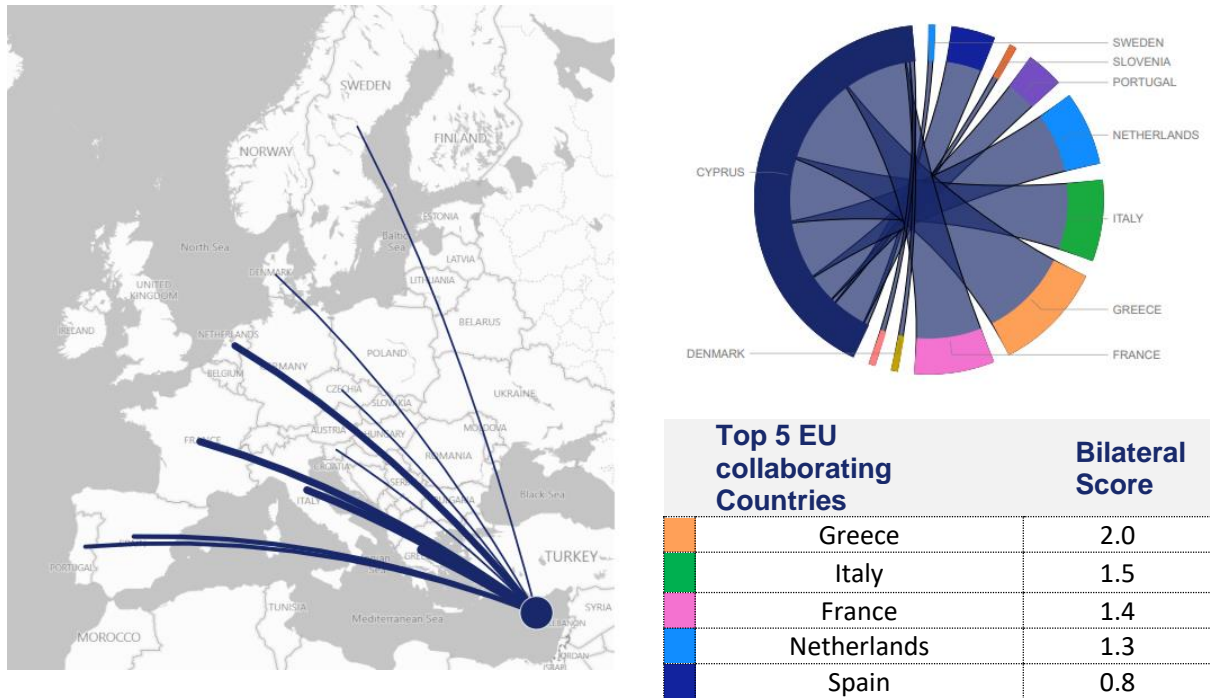 SWEDEN
FINLAND
NORWAY
ESTONIA
Baltic
Sea
North Sea
LATVIA
DENMARK
LITHUANIA
UNITED
KINGDOM
IRELAND
BELARUS
NETHERLANDS
POLAND
GERMANY
BELGIUM
CZECHIA
UKRAINE
SLOVAKIA
AUSTRIA
HUNGARY
MOLDOVA
FRANCE
ROMANIA
CROATIA
ITALY
Black Sea
PORTUGAL
TURKEY
Mediterranean Sea
TUNISIA
SYRIA
LEBANON
MOROCCO
JORDAN
ISRAEL
SWEDEN
SLOVENIA
PORTUGAL
NETHERLANDS
CYPRUS
ITALY
GREECE
DENMARK
FRANCE
Top 5 EU
collaborating
Countries
Bilateral
Score
Greece 2.0
Italy 1.5
France 1.4
Netherlands 1.3
Spain 0.8